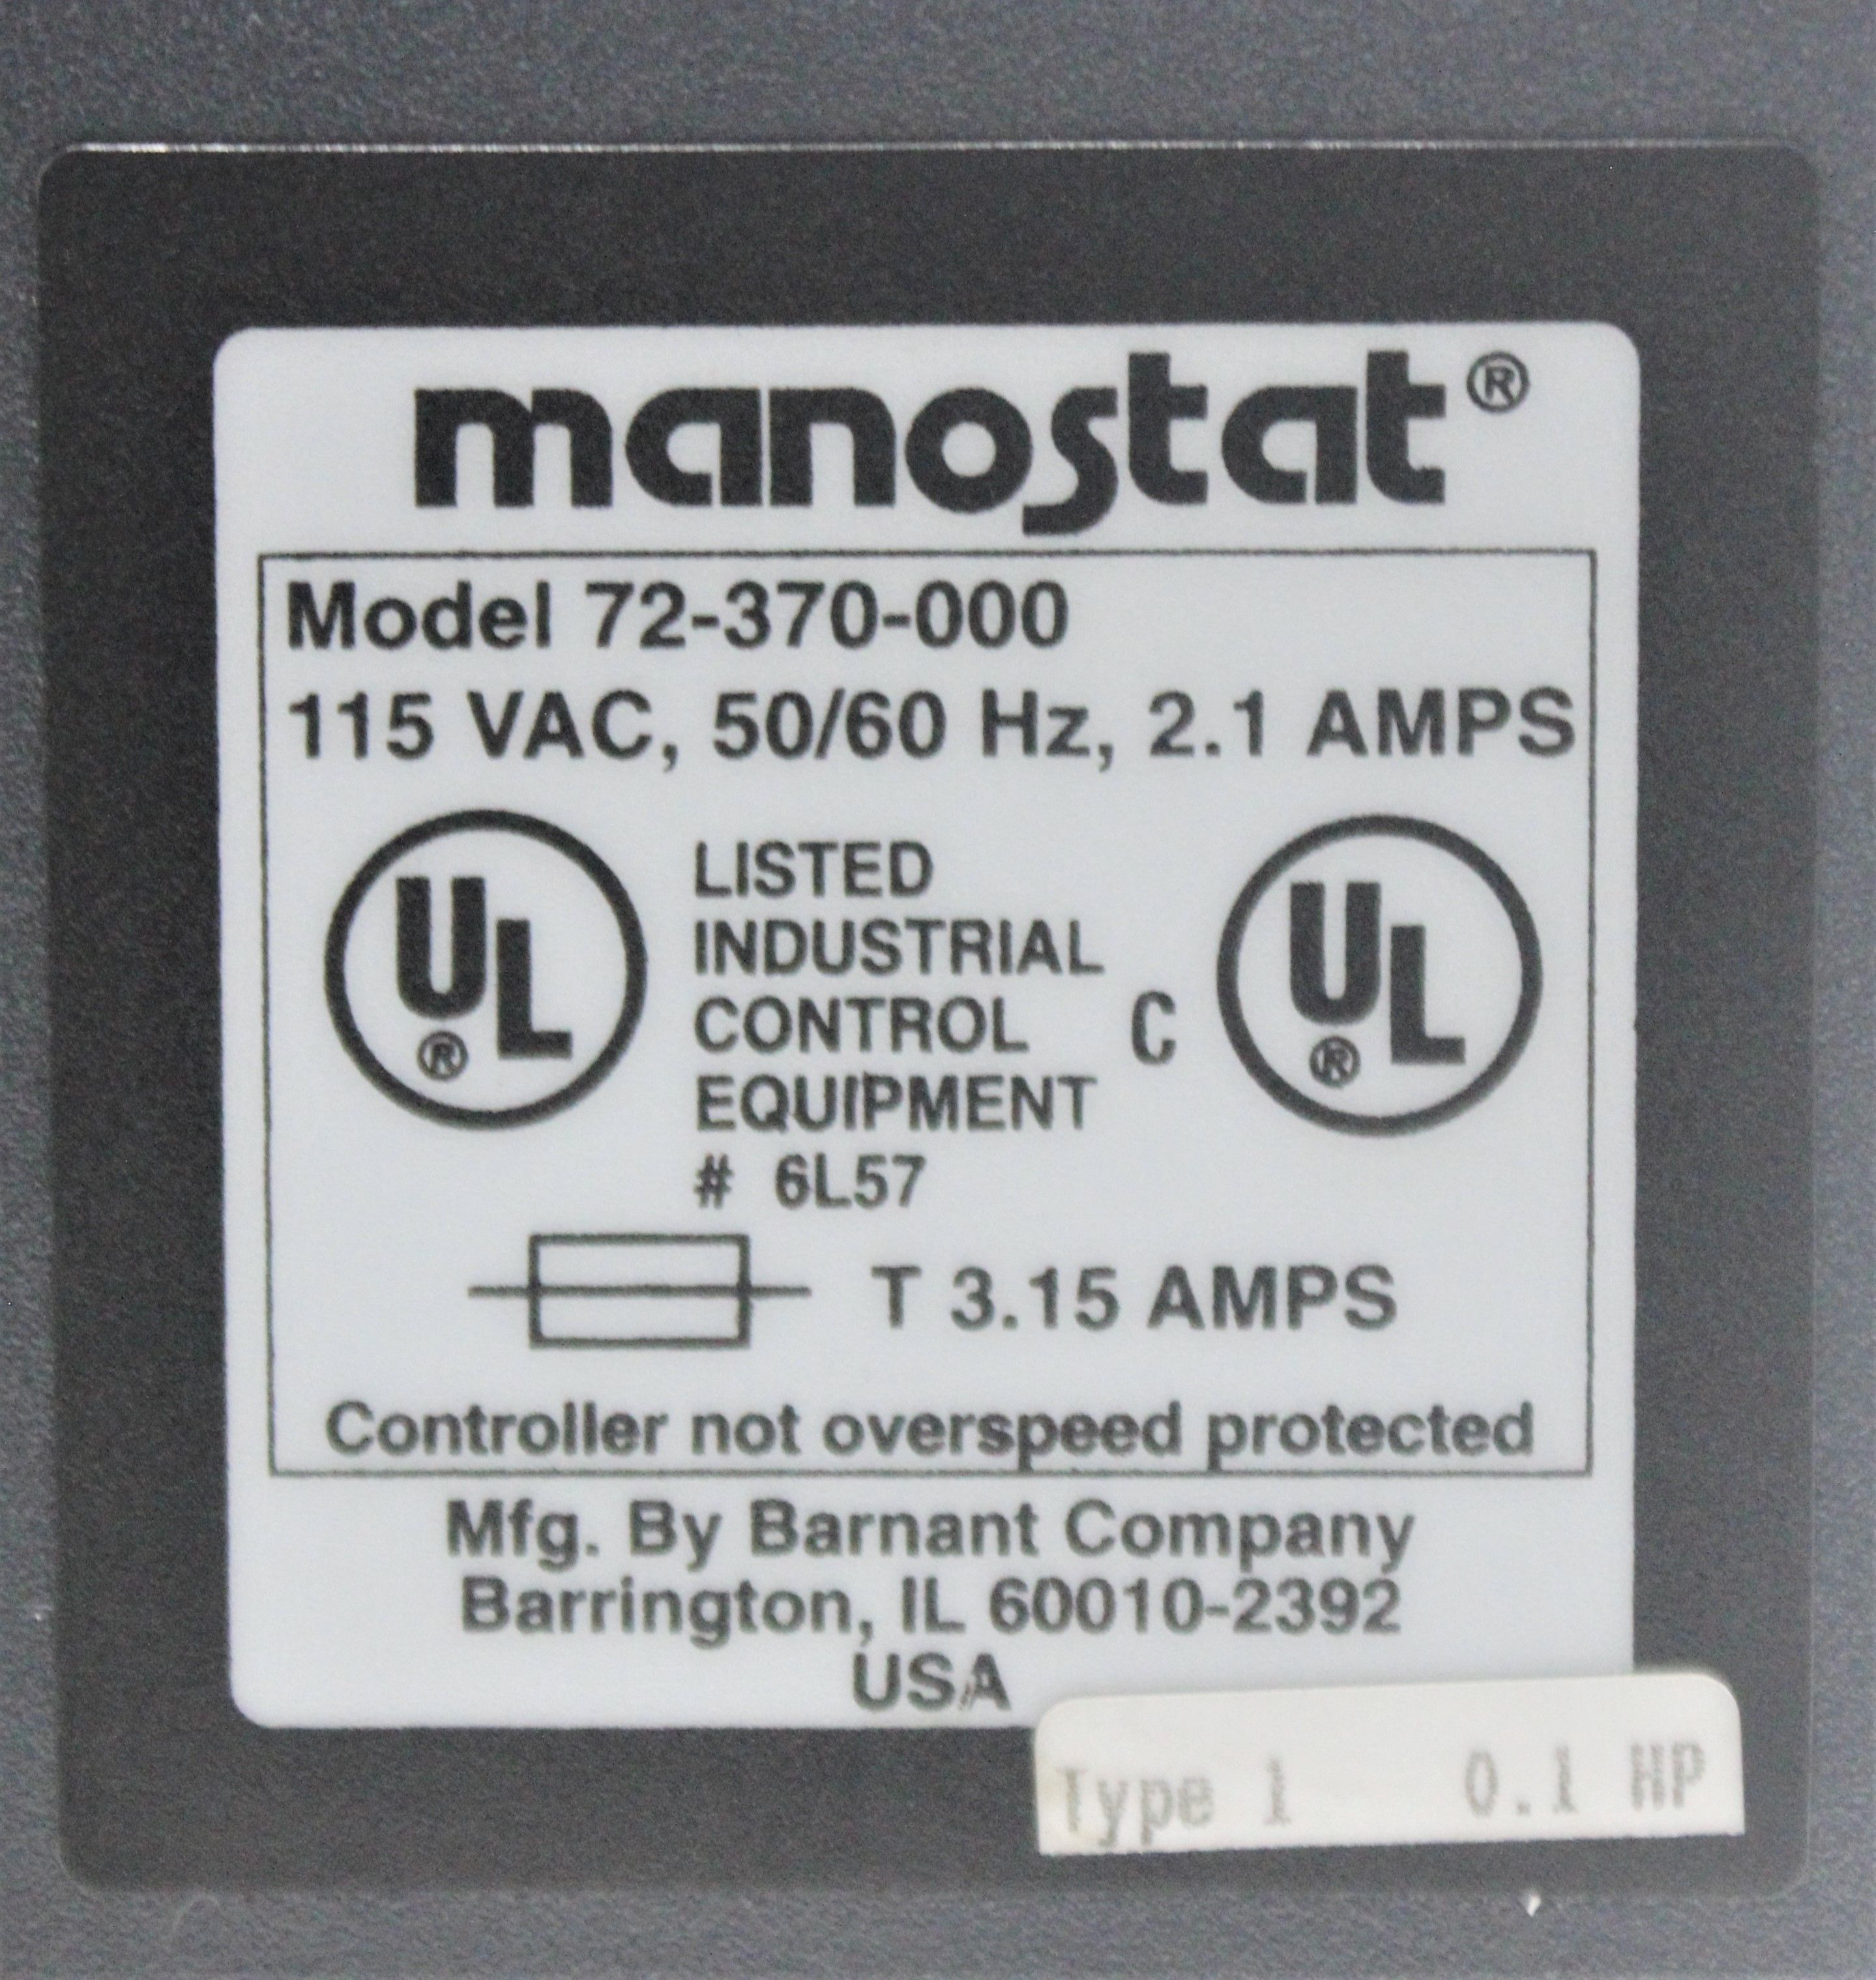 manostat®
Model 72-370-000
115 VAC, 50/60 Hz, 2.1 AMPS
UL®
LISTED
INDUSTRIAL
CONTROL
EQUIPMENT
# 6L57
C UL®
T 3.15 AMPS
Controller not overspeed protected
Mfg. By Barnant Company
Barrington, IL 60010-2392
USA
Type 1 0.1 HP